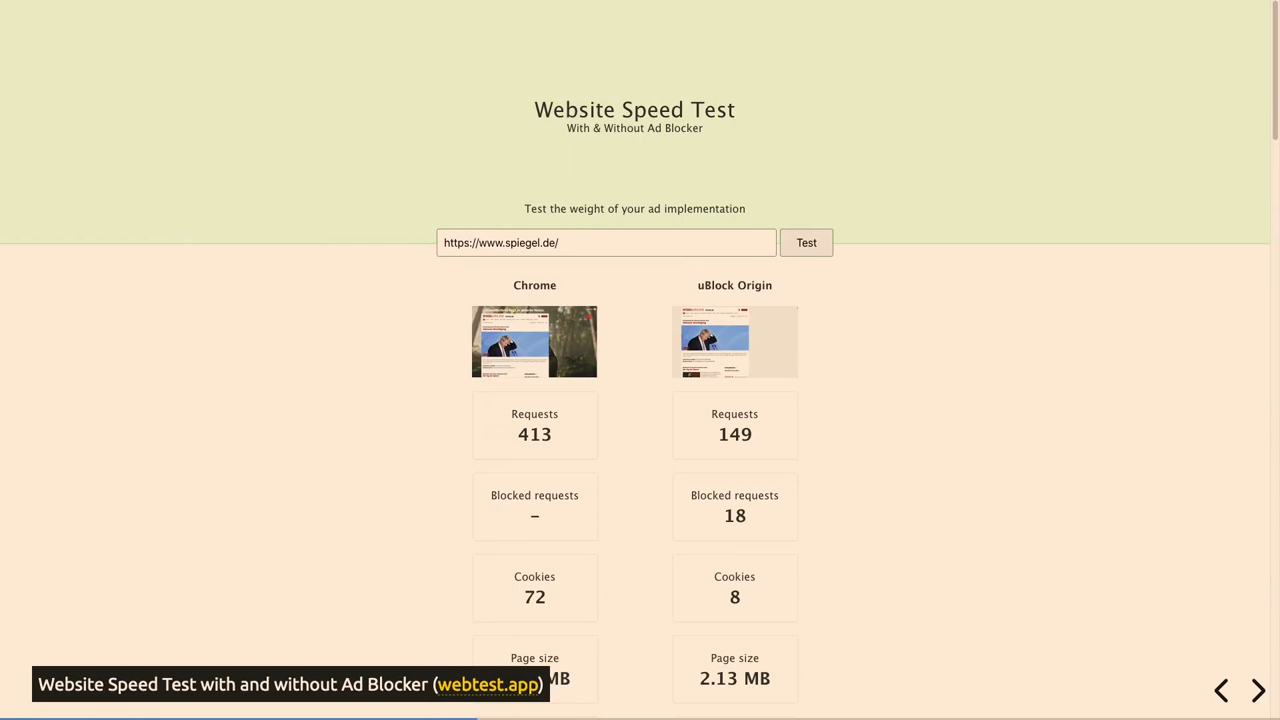 Website Speed Test
With & Without Ad Blocker
Test the weight of your ad implementation
https://www.spiegel.de/
Test
Chrome
uBlock Origin
Requests
413
Requests
149
Blocked requests
–
Blocked requests
18
Cookies
72
Cookies
8
Page size
MB
Page size
2.13 MB
Website Speed Test with and without Ad Blocker (webtest.app)